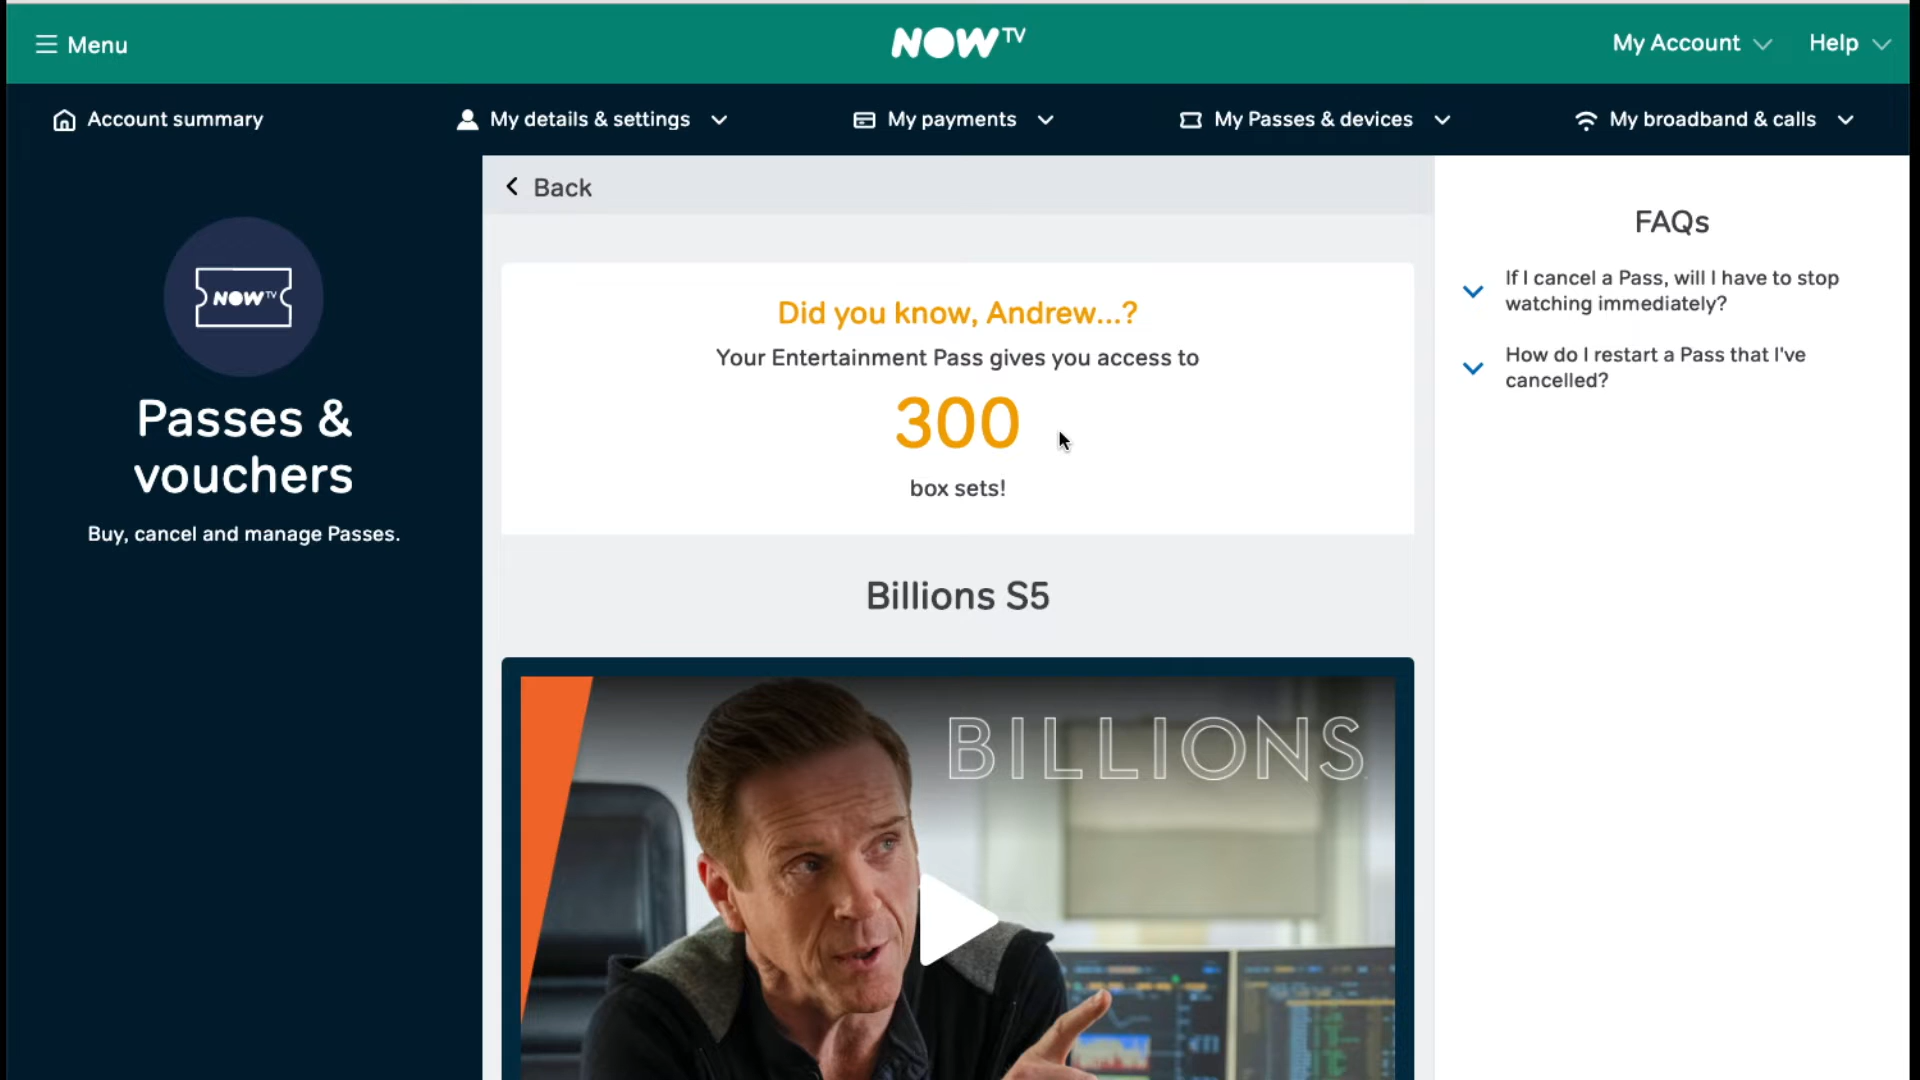 Menu
NOW TV
My Account
Help
Account summary
My details & settings
My payments
My Passes & devices
My broadband & calls
NOW TV
Passes &
vouchers
Buy, cancel and manage Passes.
Back
Did you know, Andrew...?
Your Entertainment Pass gives you access to
300
box sets!
Billions S5
BILLIONS
FAQs
If I cancel a Pass, will I have to stop
watching immediately?
How do I restart a Pass that I've
cancelled?